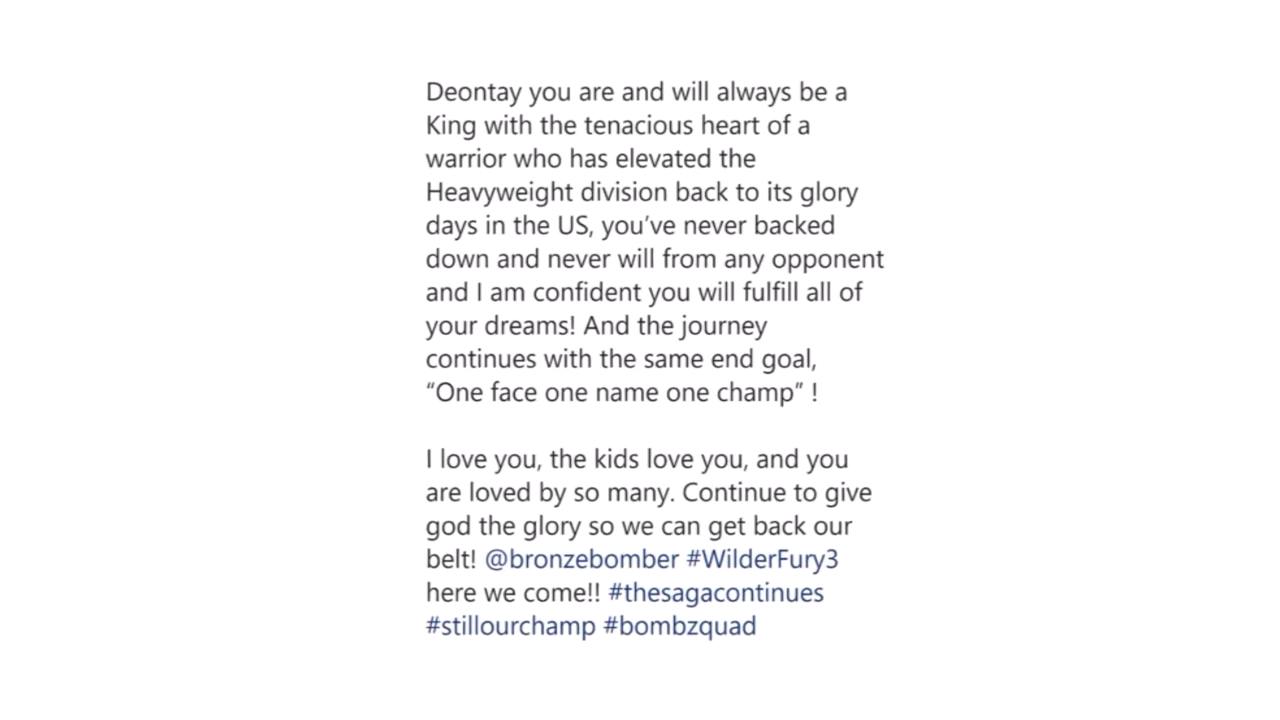 Deontay you are and will always be a
King with the tenacious heart of a
warrior who has elevated the
Heavyweight division back to its glory
days in the US, you’ve never backed
down and never will from any opponent
and I am confident you will fulfill all of
your dreams! And the journey
continues with the same end goal,
“One face one name one champ” !
I love you, the kids love you, and you
are loved by so many. Continue to give
god the glory so we can get back our
belt! @bronzebomber #WilderFury3
here we come!! #thesagacontinues
#stillourchamp #bombzquad